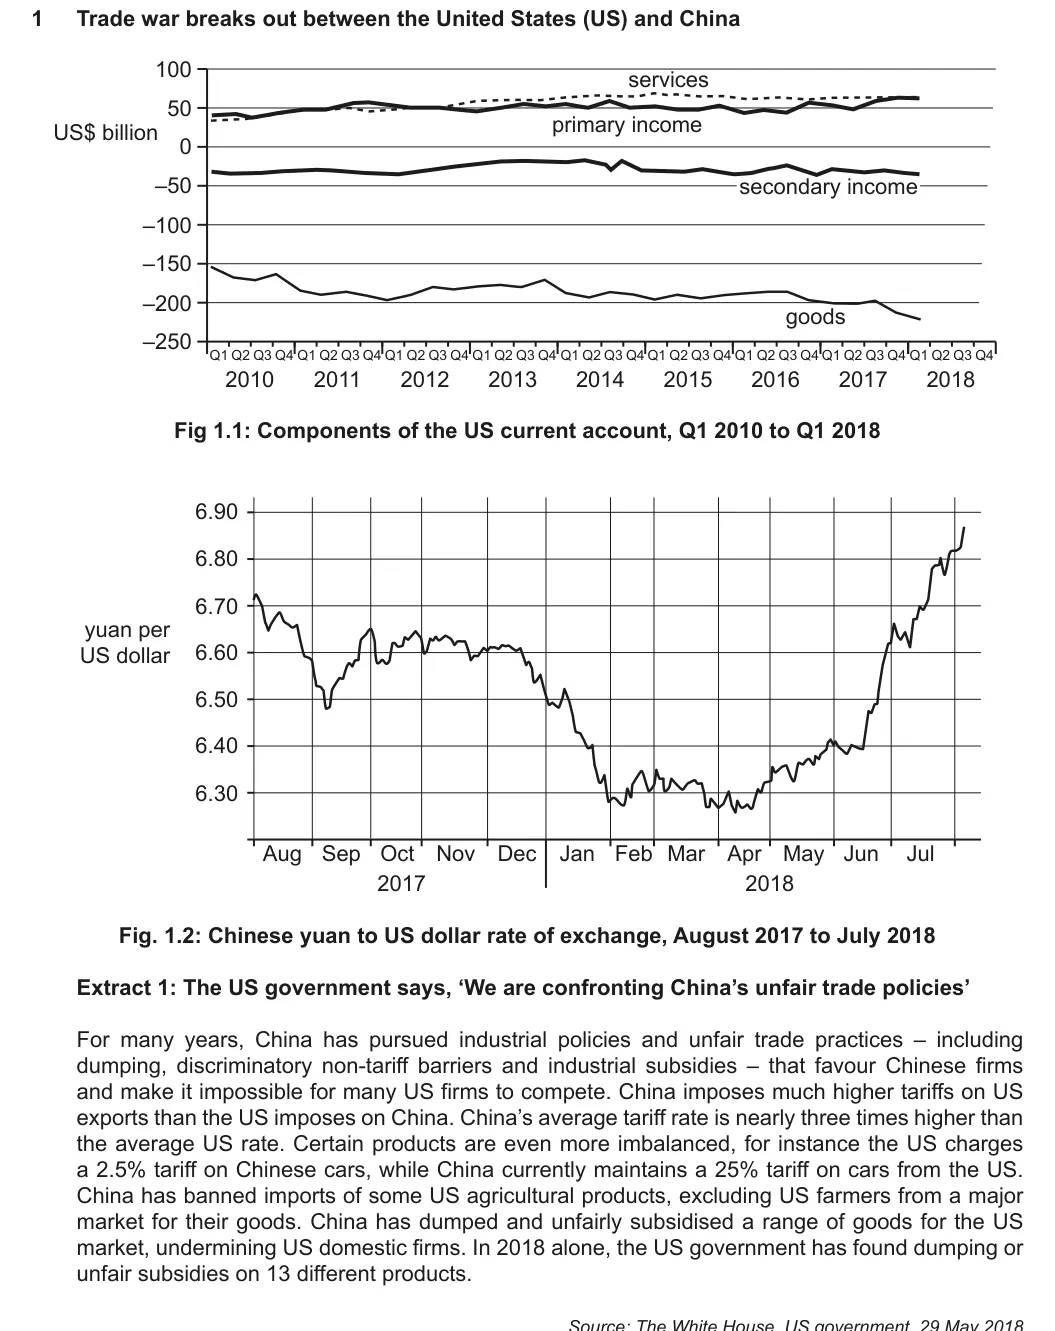 1 Trade war breaks out between the United States (US) and China
100
services
50
US$ billion
primary income
0
–50
secondary income
–100
–150
–200
goods
–250
Q1 Q2 Q3 Q4 Q1 Q2 Q3 Q4 Q1 Q2 Q3 Q4 Q1 Q2 Q3 Q4 Q1 Q2 Q3 Q4 Q1 Q2 Q3 Q4 Q1 Q2 Q3 Q4 Q1 Q2 Q3 Q4 Q1 Q2 Q3 Q4
2010 2011 2012 2013 2014 2015 2016 2017 2018
Fig 1.1: Components of the US current account, Q1 2010 to Q1 2018
6.90
6.80
6.70
yuan per
US dollar
6.60
6.50
6.40
6.30
Aug Sep Oct Nov Dec Jan Feb Mar Apr May Jun Jul
2017 2018
Fig. 1.2: Chinese yuan to US dollar rate of exchange, August 2017 to July 2018
Extract 1: The US government says, ‘We are confronting China’s unfair trade policies’
For many years, China has pursued industrial policies and unfair trade practices – including
dumping, discriminatory non-tariff barriers and industrial subsidies – that favour Chinese firms
and make it impossible for many US firms to compete. China imposes much higher tariffs on US
exports than the US imposes on China. China’s average tariff rate is nearly three times higher than
the average US rate. Certain products are even more imbalanced, for instance the US charges
a 2.5% tariff on Chinese cars, while China currently maintains a 25% tariff on cars from the US.
China has banned imports of some US agricultural products, excluding US farmers from a major
market for their goods. China has dumped and unfairly subsidised a range of goods for the US
market, undermining US domestic firms. In 2018 alone, the US government has found dumping or
unfair subsidies on 13 different products.
Source: The White House, US government, 29 May 2018